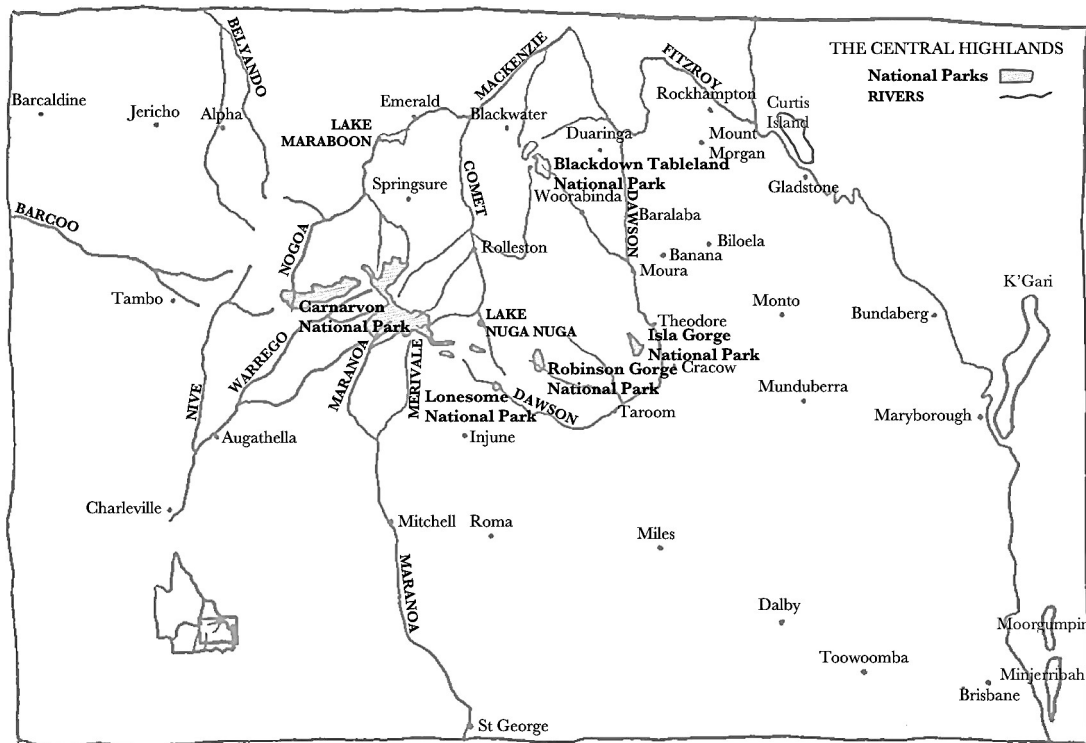 THE CENTRAL HIGHLANDS
National Parks
RIVERS
BELYANDO
MACKENZIE
FITZROY
Barcaldine
Jericho
Alpha
Emerald
Blackwater
Rockhampton
Curtis
Island
LAKE
MARABOON
Duaringa
Mount
Morgan
Blackdown Tableland
National Park
Gladstone
Springsure
COMET
Woorabinda
DAWSON
Baralaba
BARCOO
NOGOA
Rolleston
Biloela
Banana
Moura
K'Gari
Tambo
Carnarvon
National Park
LAKE
NUGA NUGA
Monto
Bundaberg
Theodore
Isla Gorge
National Park
WARREGO
MARANOA
MERIVALE
Robinson Gorge
National Park
Cracow
NIVE
Lonesome
National Park
DAWSON
Taroom
Munduberra
Maryborough
Augathella
Injune
Charleville
Mitchell
Roma
Miles
MARANOA
Dalby
Moorgumpin
Toowoomba
Minjerribah
Brisbane
St George